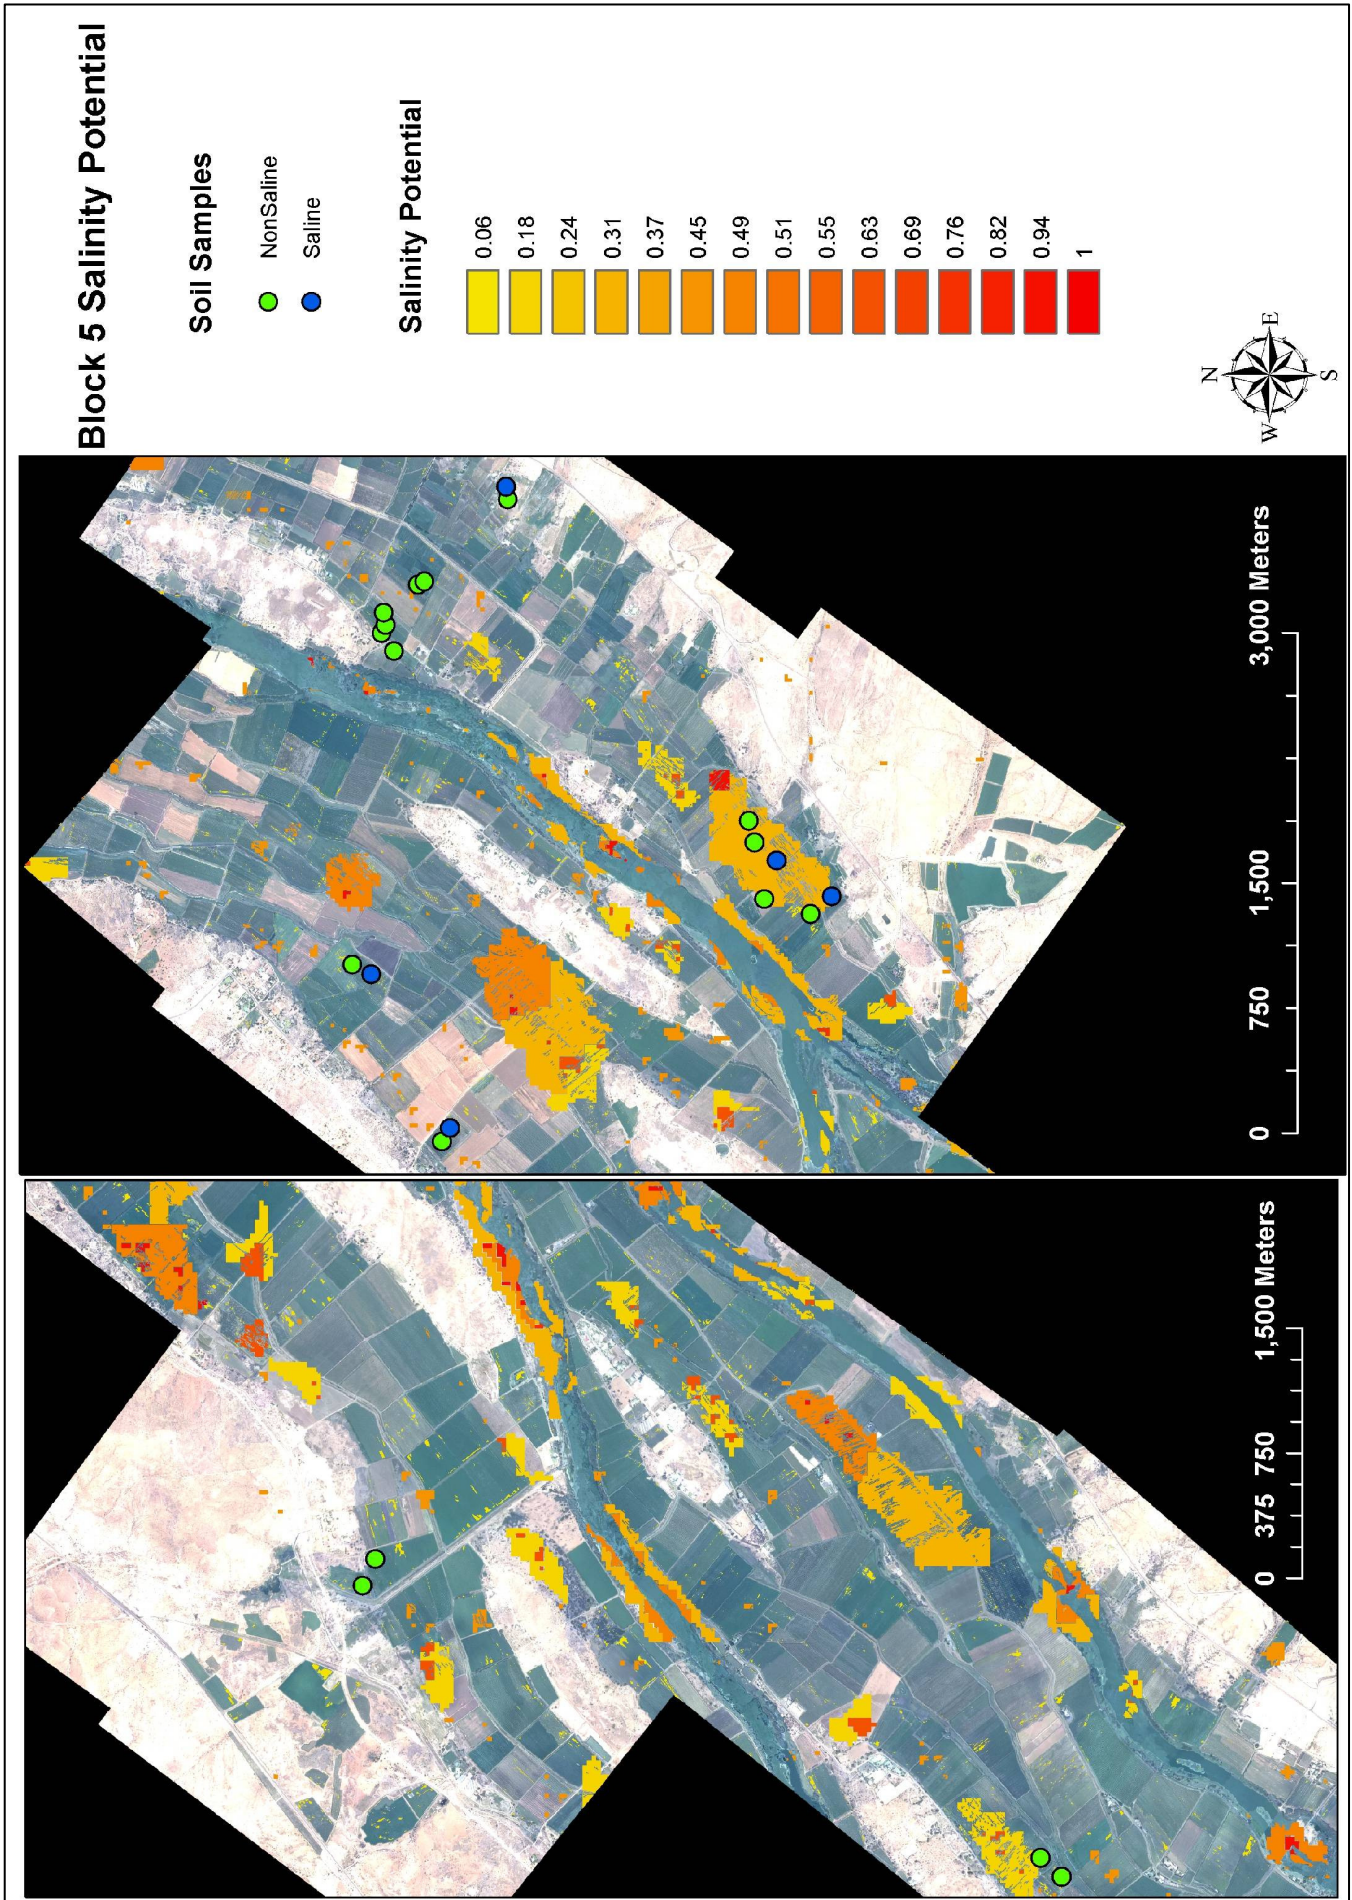 Block 5 Salinity Potential
Soil Samples
NonSaline
Saline
Salinity Potential
0.06
0.18
0.24
0.31
0.37
0.45
0.49
0.51
0.55
0.63
0.69
0.76
0.82
0.94
1
N
W E
S
0 750 1,500 3,000 Meters
0 375 750 1,500 Meters